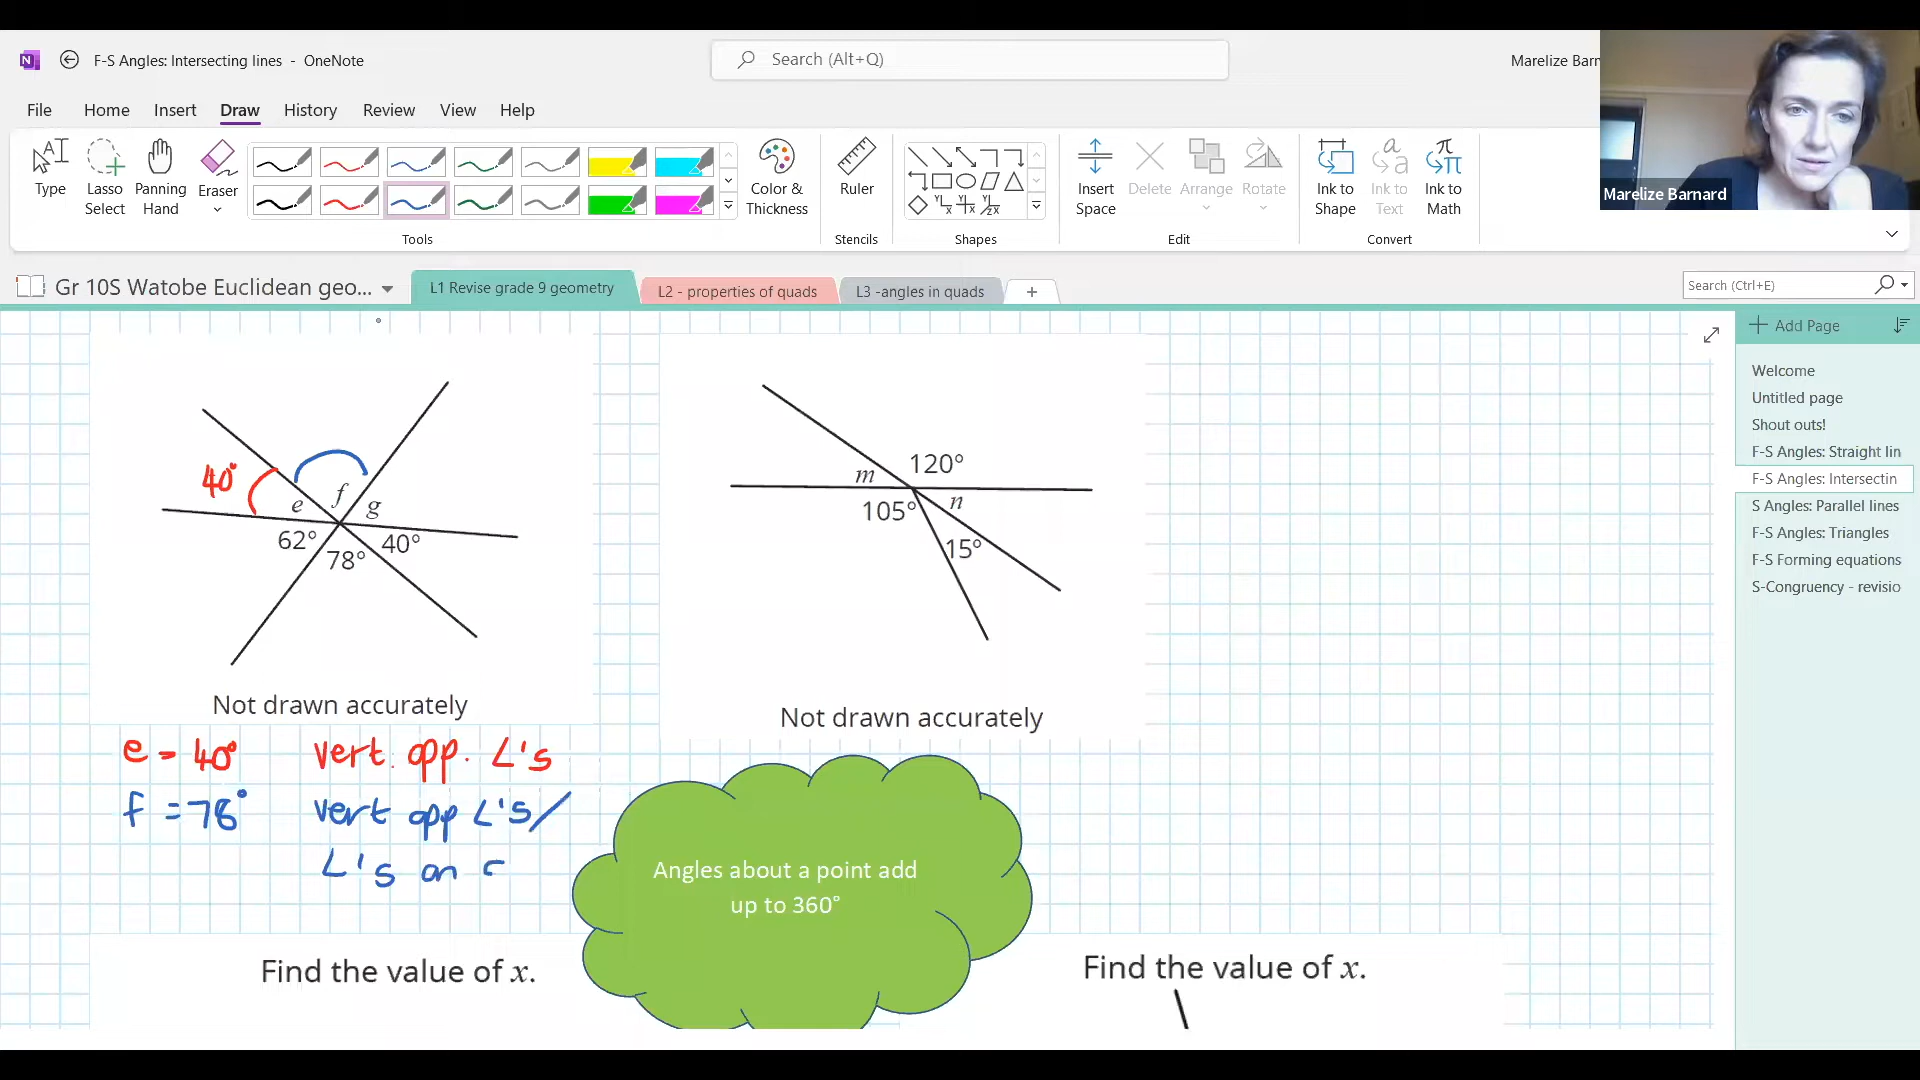 F-S Angles: Intersecting lines - OneNote
Search (Alt+Q)
Marelize Barn
File Home Insert Draw History Review View Help
Type
Lasso Select
Panning Hand
Eraser
Color & Thickness
Ruler
Insert Space
Delete
Arrange
Rotate
Ink to Shape
Ink to Text
Ink to Math
Marelize Barnard
Tools
Stencils
Shapes
Edit
Convert
Gr 10S Watobe Euclidean geo...
L1 Revise grade 9 geometry
L2 - properties of quads
L3 -angles in quads
Search (Ctrl+E)
Add Page
Welcome
Untitled page
Shout outs!
F-S Angles: Straight lin
F-S Angles: Intersectin
S Angles: Parallel lines
F-S Angles: Triangles
F-S Forming equations
S-Congruency - revisio
40°
e f g
62° 78° 40°
Not drawn accurately
m 120°
105° n
15°
Not drawn accurately
e = 40° vert. opp. ∠'s
f = 78° vert opp ∠'s/
∠'s on
Angles about a point add
up to 360°
Find the value of x.
Find the value of x.